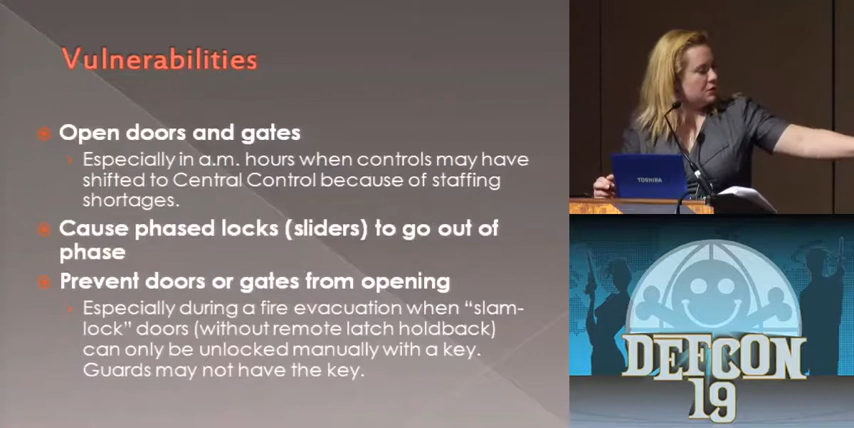 Vulnerabilities
Open doors and gates
Especially in a.m. hours when controls may have
shifted to Central Control because of staffing
shortages.
Cause phased locks (sliders) to go out of
phase
Prevent doors or gates from opening
Especially during a fire evacuation when “slam-
lock” doors (without remote latch holdback)
can only be unlocked manually with a key.
Guards may not have the key.
TOSHIBA
DEFCON
19